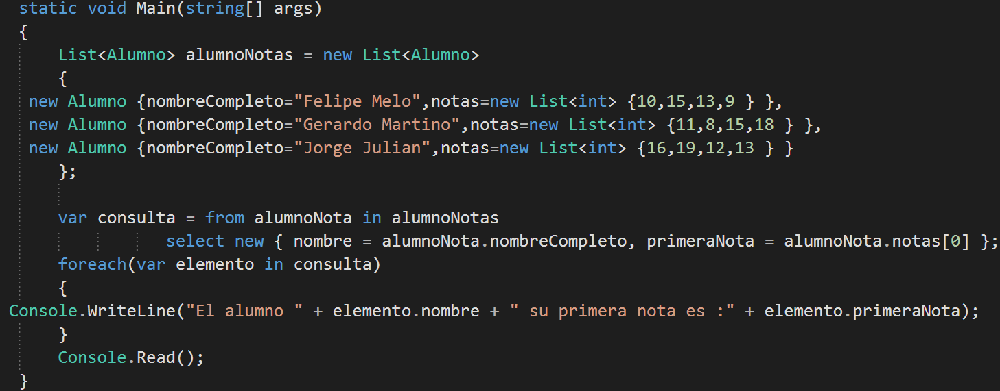 static void Main(string[] args)
{
List<Alumno> alumnoNotas = new List<Alumno>
{
new Alumno {nombreCompleto="Felipe Melo",notas=new List<int> {10,15,13,9 } },
new Alumno {nombreCompleto="Gerardo Martino",notas=new List<int> {11,8,15,18 } },
new Alumno {nombreCompleto="Jorge Julian",notas=new List<int> {16,19,12,13 } }
};
var consulta = from alumnoNota in alumnoNotas
select new { nombre = alumnoNota.nombreCompleto, primeraNota = alumnoNota.notas[0] };
foreach(var elemento in consulta)
{
Console.WriteLine("El alumno " + elemento.nombre + " su primera nota es :" + elemento.primeraNota);
}
Console.Read();
}